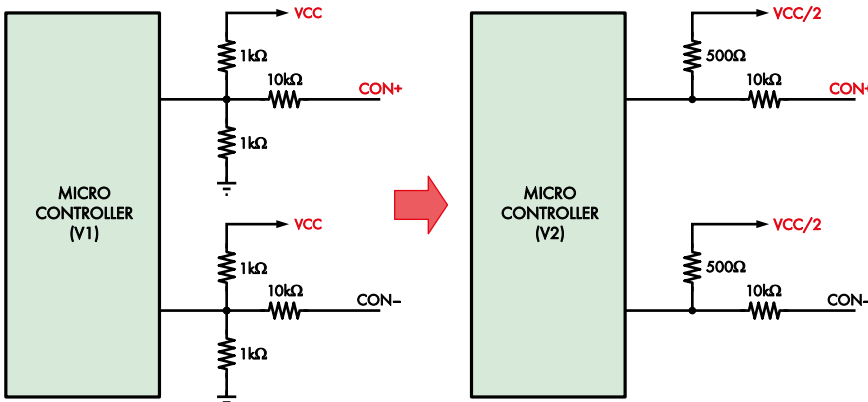 VCC
1kΩ
10kΩ
CON+
1kΩ
MICRO
CONTROLLER
(V1)
VCC
1kΩ
10kΩ
CON–
1kΩ
VCC/2
500Ω
10kΩ
CON+
MICRO
CONTROLLER
(V2)
VCC/2
500Ω
10kΩ
CON–